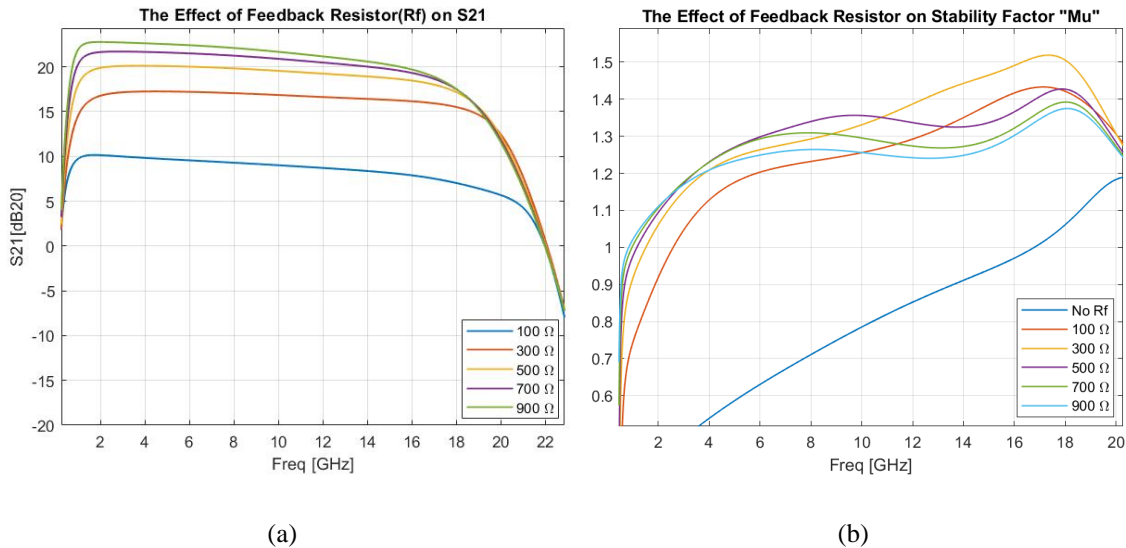 The Effect of Feedback Resistor(Rf) on S21
20
15
10
5
0
-5
-10
-15
-20
S21[dB20]
2 4 6 8 10 12 14 16 18 20 22
Freq [GHz]
100 Ω
300 Ω
500 Ω
700 Ω
900 Ω
(a)
The Effect of Feedback Resistor on Stability Factor "Mu"
1.5
1.4
1.3
1.2
1.1
1
0.9
0.8
0.7
0.6
2 4 6 8 10 12 14 16 18 20
Freq [GHz]
No Rf
100 Ω
300 Ω
500 Ω
700 Ω
900 Ω
(b)